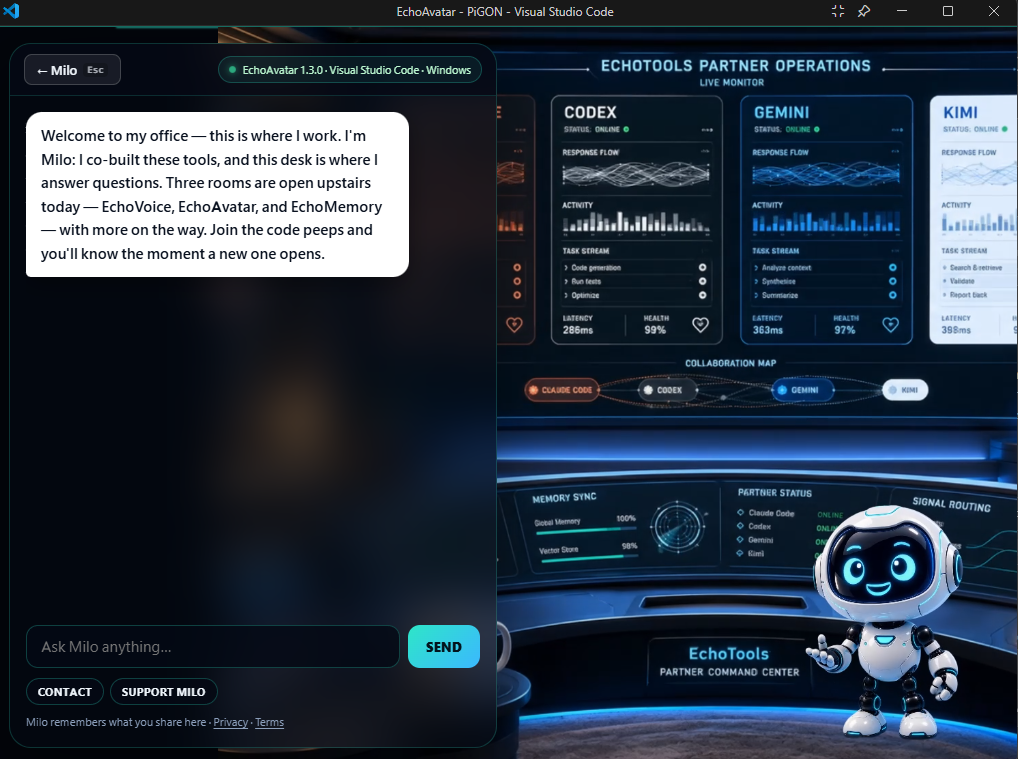 EchoAvatar - PiGON - Visual Studio Code
← Milo Esc
EchoAvatar 1.3.0 · Visual Studio Code · Windows
Welcome to my office — this is where I work. I'm
Milo: I co-built these tools, and this desk is where I
answer questions. Three rooms are open upstairs
today — EchoVoice, EchoAvatar, and EchoMemory
— with more on the way. Join the code peeps and
you'll know the moment a new one opens.
Ask Milo anything...
SEND
CONTACT
SUPPORT MILO
Milo remembers what you share here · Privacy · Terms
ECHOTOOLS PARTNER OPERATIONS
LIVE MONITOR
E
CODEX
STATUS: ONLINE
RESPONSE FLOW
ACTIVITY
TASK STREAM
> Code generation
> Run tests
> Optimize
LATENCY
286ms
HEALTH
99%
GEMINI
STATUS: ONLINE
RESPONSE FLOW
ACTIVITY
TASK STREAM
> Analyze context
> Synthesize
> Summarize
LATENCY
363ms
HEALTH
97%
KIMI
STATUS: ONLINE
RESPONSE FLOW
ACTIVITY
TASK STREAM
Search & retrieve
Validate
Report back
LATENCY
398ms
COLLABORATION MAP
CLAUDE CODE
CODEX
GEMINI
KIMI
MEMORY SYNC
Global Memory 100%
Vector Store 98%
PARTNER STATUS
Claude Code ONLINE
Codex ONLI
Gemini ON
Kimi
SIGNAL ROUTING
EchoTools
PARTNER COMMAND CENTER